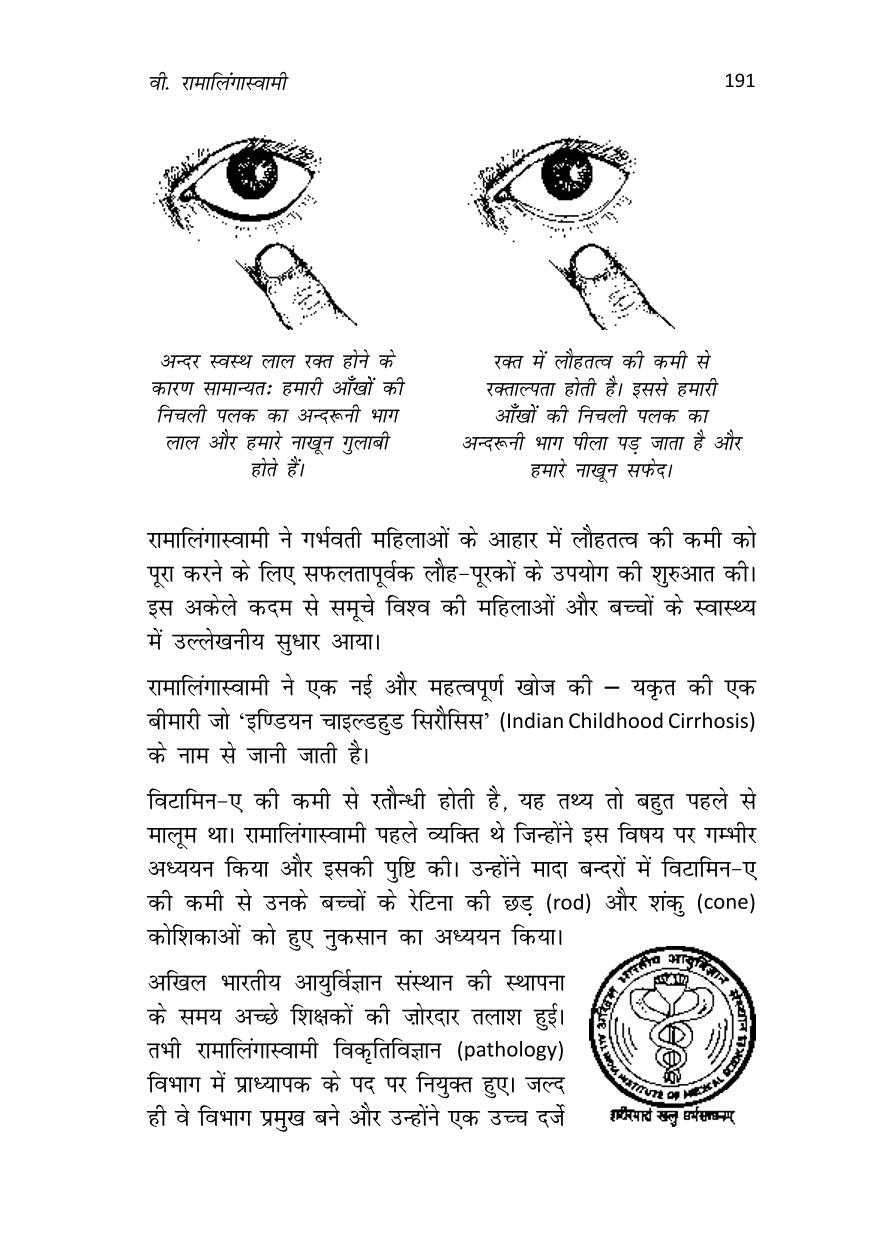 वी. रामालिंगास्वामी
191
अन्दर स्वस्थ लाल रक्त होने के
कारण सामान्यतः हमारी आँखों की
निचली पलक का अन्दरूनी भाग
लाल और हमारे नाखून गुलाबी
होते हैं।
रक्त में लौहतत्व की कमी से
रक्ताल्पता होती है। इससे हमारी
आँखों की निचली पलक का
अन्दरूनी भाग पीला पड़ जाता है और
हमारे नाखून सफेद।
रामालिंगास्वामी ने गर्भवती महिलाओं के आहार में लौहतत्व की कमी को
पूरा करने के लिए सफलतापूर्वक लौह-पूरकों के उपयोग की शुरुआत की।
इस अकेले कदम से समूचे विश्व की महिलाओं और बच्चों के स्वास्थ्य
में उल्लेखनीय सुधार आया।
रामालिंगास्वामी ने एक नई और महत्वपूर्ण खोज की – यकृत की एक
बीमारी जो ‘इण्डियन चाइल्डहुड सिरौसिस’ (Indian Childhood Cirrhosis)
के नाम से जानी जाती है।
विटामिन-ए की कमी से रतौन्धी होती है, यह तथ्य तो बहुत पहले से
मालूम था। रामालिंगास्वामी पहले व्यक्ति थे जिन्होंने इस विषय पर गम्भीर
अध्ययन किया और इसकी पुष्टि की। उन्होंने मादा बन्दरों में विटामिन-ए
की कमी से उनके बच्चों के रेटिना की छड़ (rod) और शंकु (cone)
कोशिकाओं को हुए नुकसान का अध्ययन किया।
अखिल भारतीय आयुर्विज्ञान संस्थान की स्थापना
के समय अच्छे शिक्षकों की ज़ोरदार तलाश हुई।
तभी रामालिंगास्वामी विकृतिविज्ञान (pathology)
विभाग में प्राध्यापक के पद पर नियुक्त हुए। जल्द
ही वे विभाग प्रमुख बने और उन्होंने एक उच्च दर्जे
अखिल भारतीय आयुर्विज्ञान संस्थान
ALL INDIA INSTITUTE OF MEDICAL SCIENCES